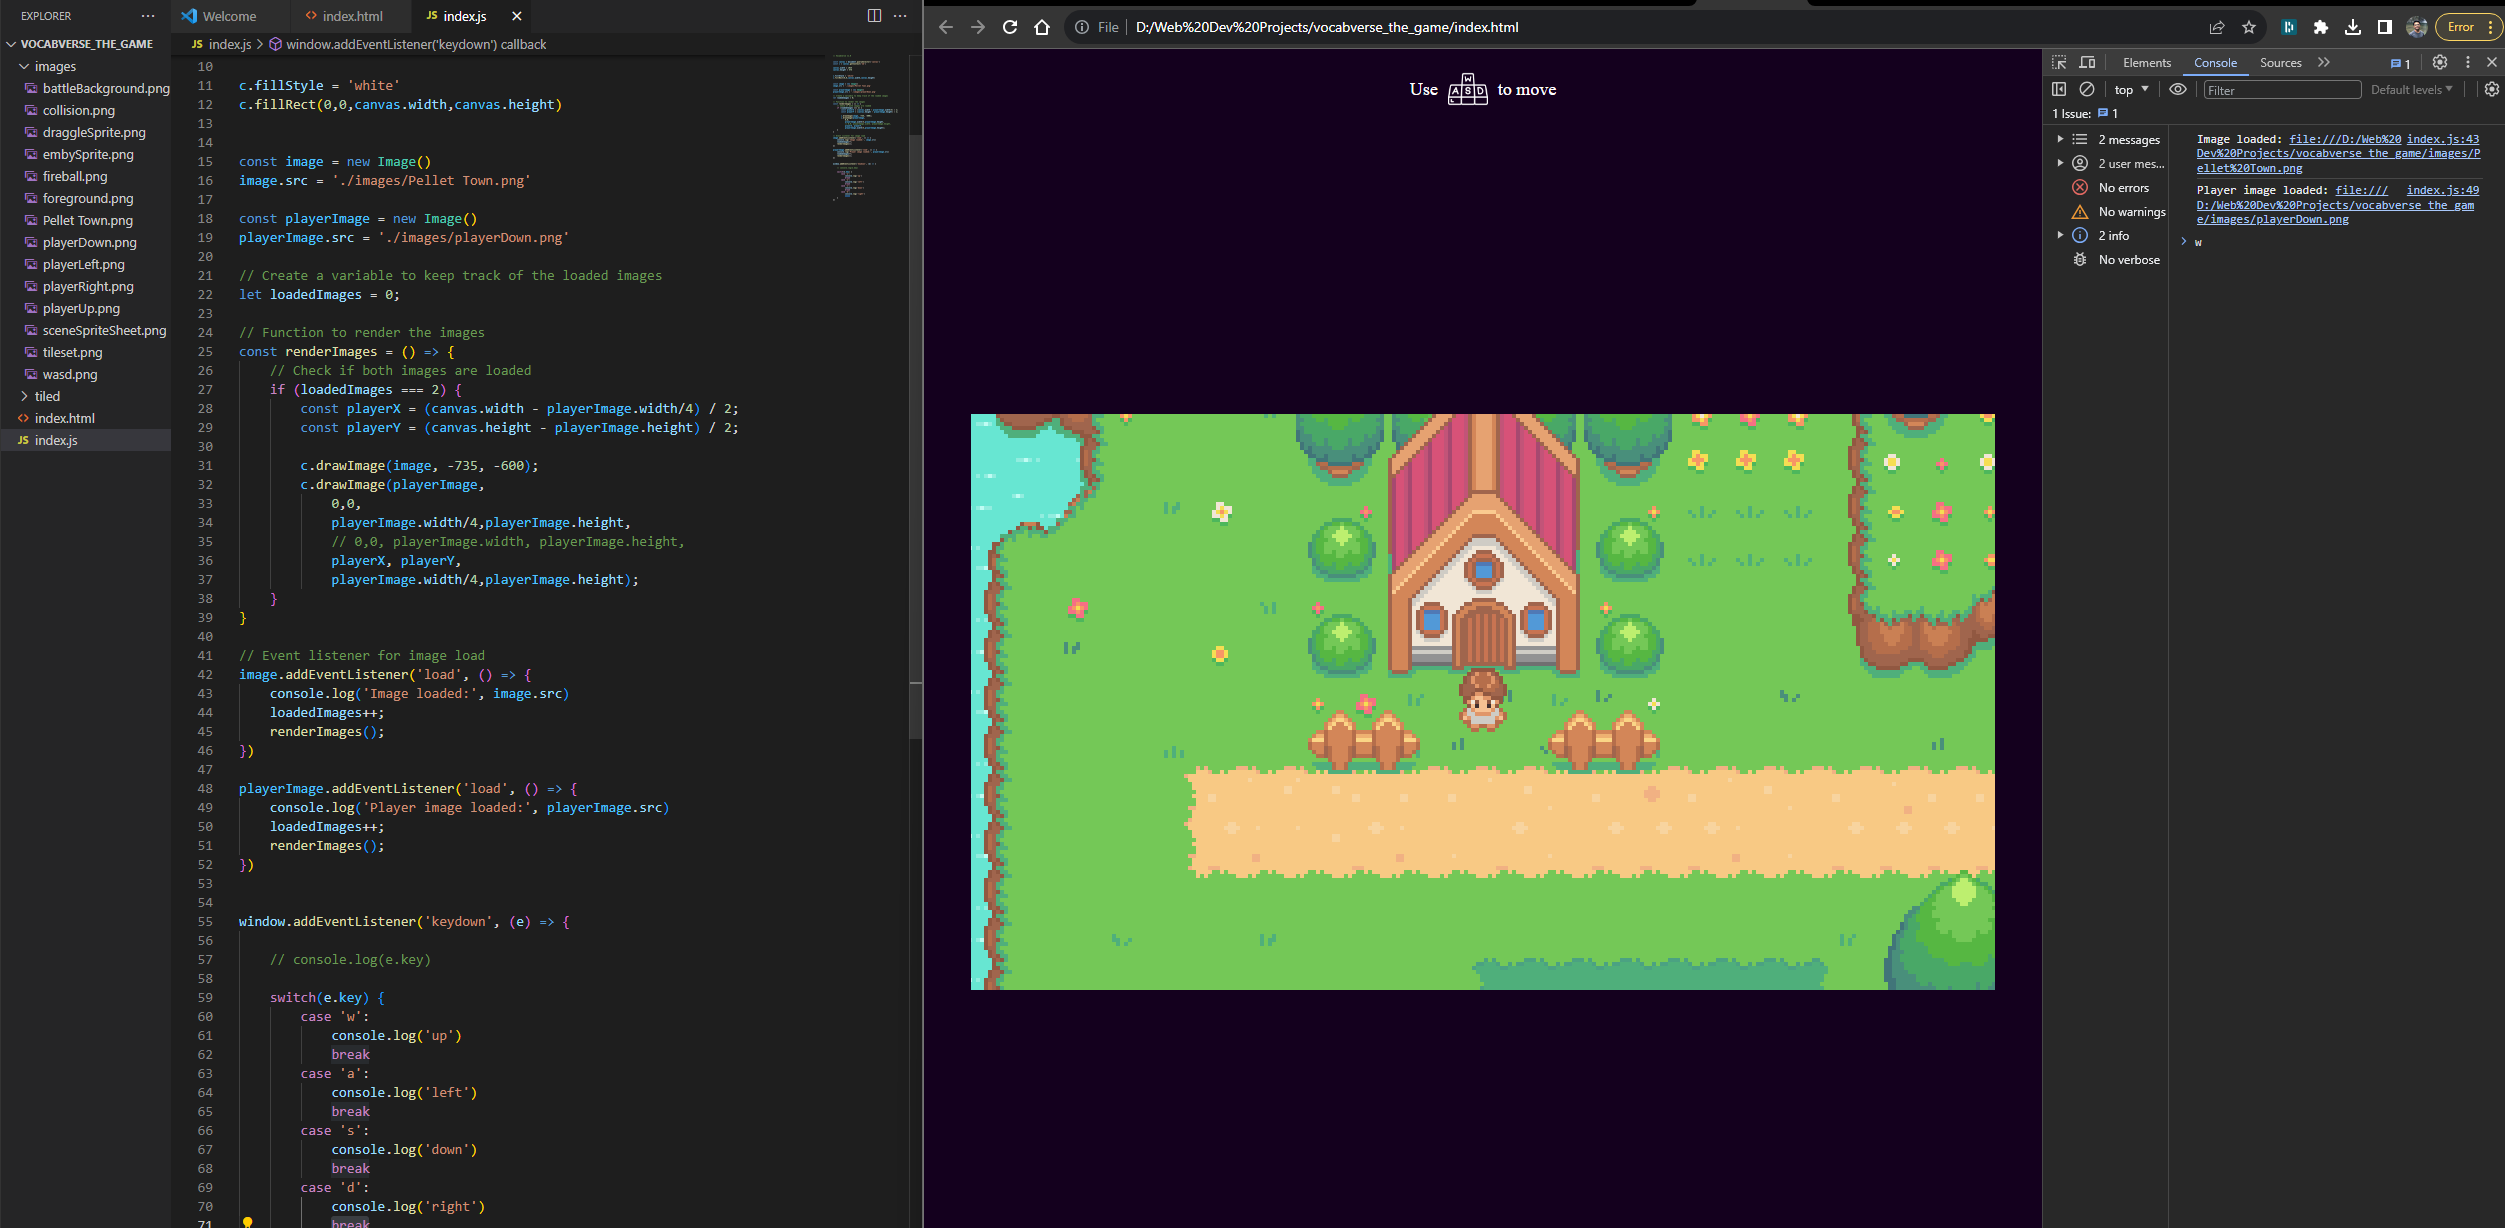 EXPLORER
VOCABVERSE_THE_GAME
images
battleBackground.png
collision.png
draggleSprite.png
embySprite.png
fireball.png
foreground.png
Pellet Town.png
playerDown.png
playerLeft.png
playerRight.png
playerUp.png
sceneSpriteSheet.png
tileset.png
wasd.png
tiled
index.html
JS index.js
Welcome
index.html
JS index.js
JS index.js > window.addEventListener('keydown') callback
10
11 c.fillStyle = 'white'
12 c.fillRect(0,0,canvas.width,canvas.height)
13
14
15 const image = new Image()
16 image.src = './images/Pellet Town.png'
17
18 const playerImage = new Image()
19 playerImage.src = './images/playerDown.png'
20
21 // Create a variable to keep track of the loaded images
22 let loadedImages = 0;
23
24 // Function to render the images
25 const renderImages = () => {
26 // Check if both images are loaded
27 if (loadedImages === 2) {
28 const playerX = (canvas.width - playerImage.width/4) / 2;
29 const playerY = (canvas.height - playerImage.height) / 2;
30
31 c.drawImage(image, -735, -600);
32 c.drawImage(playerImage,
33 0,0,
34 playerImage.width/4,playerImage.height,
35 // 0,0, playerImage.width, playerImage.height,
36 playerX, playerY,
37 playerImage.width/4,playerImage.height);
38 }
39 }
40
41 // Event listener for image load
42 image.addEventListener('load', () => {
43 console.log('Image loaded:', image.src)
44 loadedImages++;
45 renderImages();
46 })
47
48 playerImage.addEventListener('load', () => {
49 console.log('Player image loaded:', playerImage.src)
50 loadedImages++;
51 renderImages();
52 })
53
54
55 window.addEventListener('keydown', (e) => {
56
57 // console.log(e.key)
58
59 switch(e.key) {
60 case 'w':
61 console.log('up')
62 break
63 case 'a':
64 console.log('left')
65 break
66 case 's':
67 console.log('down')
68 break
69 case 'd':
70 console.log('right')
71 break
File D:/Web%20Dev%20Projects/vocabverse_the_game/index.html
Error
Use W A S D to move
Elements Console Sources 1
top Filter Default levels
1 Issue: 1
2 messages
2 user mes...
No errors
No warnings
2 info
No verbose
Image loaded: file:///D:/Web%20 index.js:43
Dev%20Projects/vocabverse_the_game/images/P
ellet%20Town.png
Player image loaded: file:/// index.js:49
D:/Web%20Dev%20Projects/vocabverse_the_gam
e/images/playerDown.png
> w